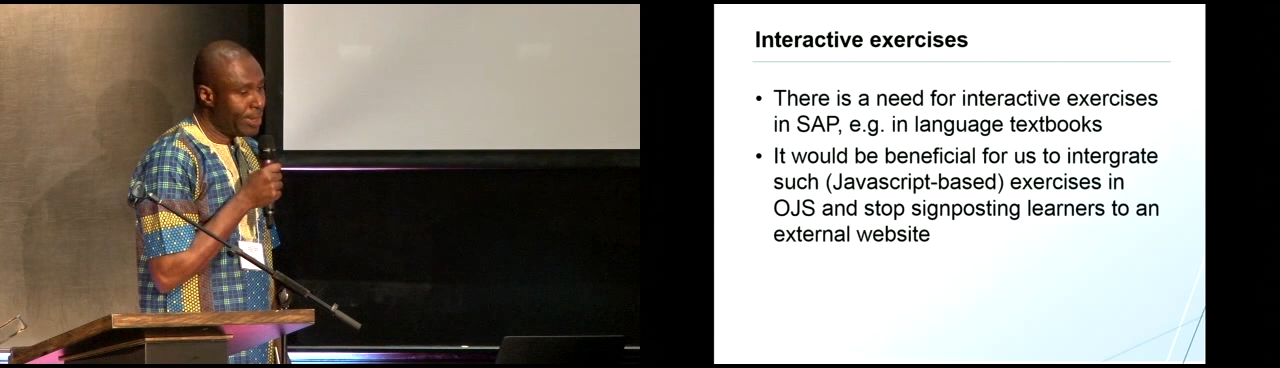 Interactive exercises
• There is a need for interactive exercises
in SAP, e.g. in language textbooks
• It would be beneficial for us to intergrate
such (Javascript-based) exercises in
OJS and stop signposting learners to an
external website